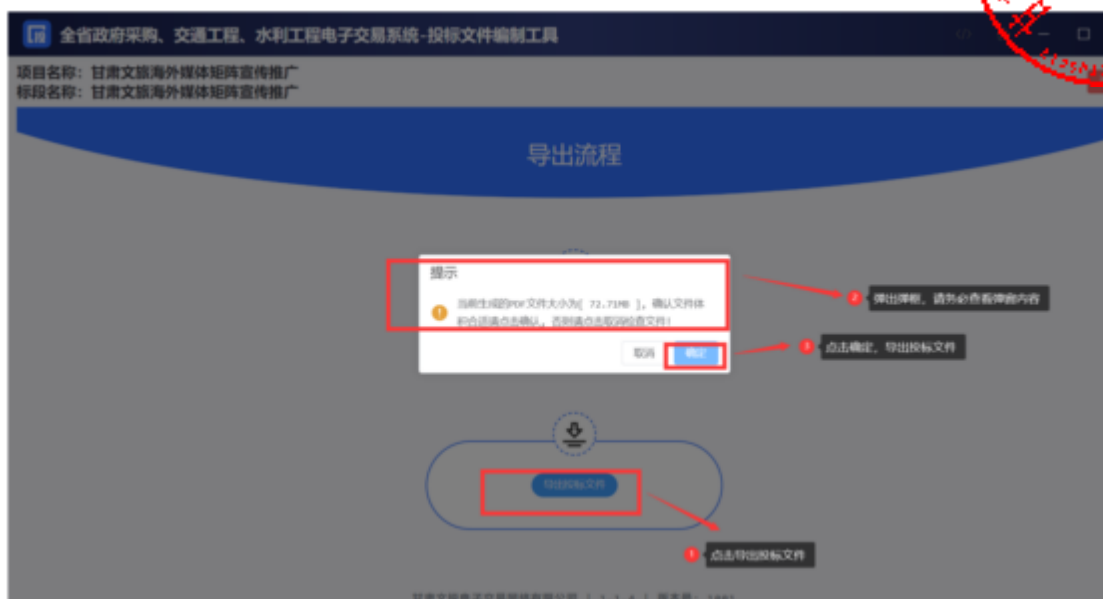 投 全省政府采购、交通工程、水利工程电子交易系统-投标文件编制工具
项目名称：甘肃文旅海外媒体矩阵宣传推广
标段名称：甘肃文旅海外媒体矩阵宣传推广
导出流程
提示
当前生成的PDF文件大小为[ 72.71MB ]，确认文件体
积合适请点击确认，否则请点击取消检查文件!
取消 确定
2 弹出弹框，请务必查看弹窗内容
3 点击确定，导出投标文件
导出投标文件
1 点击导出投标文件